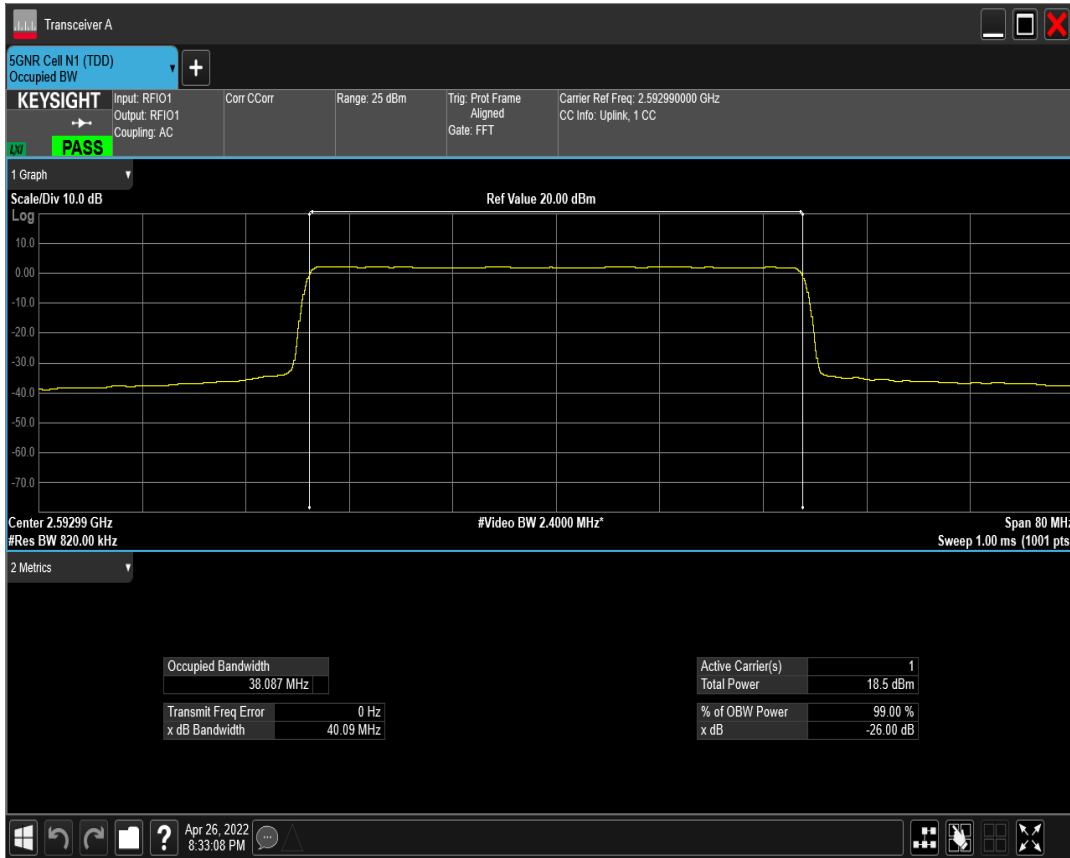 Transceiver A
5GNR Cell N1 (TDD)
Occupied BW
+
KEYSIGHT
LXI
PASS
Input: RFIO1
Output: RFIO1
Coupling: AC
Corr CCorr
Range: 25 dBm
Trig: Prot Frame
Aligned
Gate: FFT
Carrier Ref Freq: 2.592990000 GHz
CC Info: Uplink, 1 CC
1 Graph
Scale/Div 10.0 dB
Ref Value 20.00 dBm
Log
10.0
0.00
-10.0
-20.0
-30.0
-40.0
-50.0
-60.0
-70.0
Center 2.59299 GHz
#Video BW 2.4000 MHz*
Span 80 MHz
#Res BW 820.00 kHz
Sweep 1.00 ms (1001 pts
2 Metrics
Occupied Bandwidth
38.087 MHz
Transmit Freq Error 0 Hz
x dB Bandwidth 40.09 MHz
Active Carrier(s) 1
Total Power 18.5 dBm
% of OBW Power 99.00 %
x dB -26.00 dB
?
Apr 26, 2022
8:33:08 PM